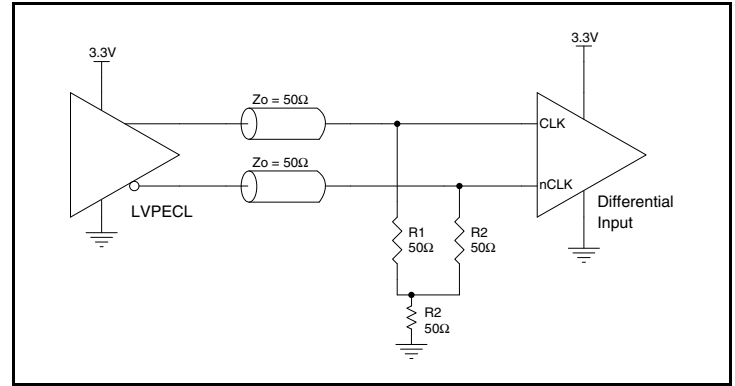 3.3V
3.3V
Zo = 50Ω
CLK
Zo = 50Ω
nCLK
LVPECL
Differential
Input
R1
50Ω
R2
50Ω
R2
50Ω